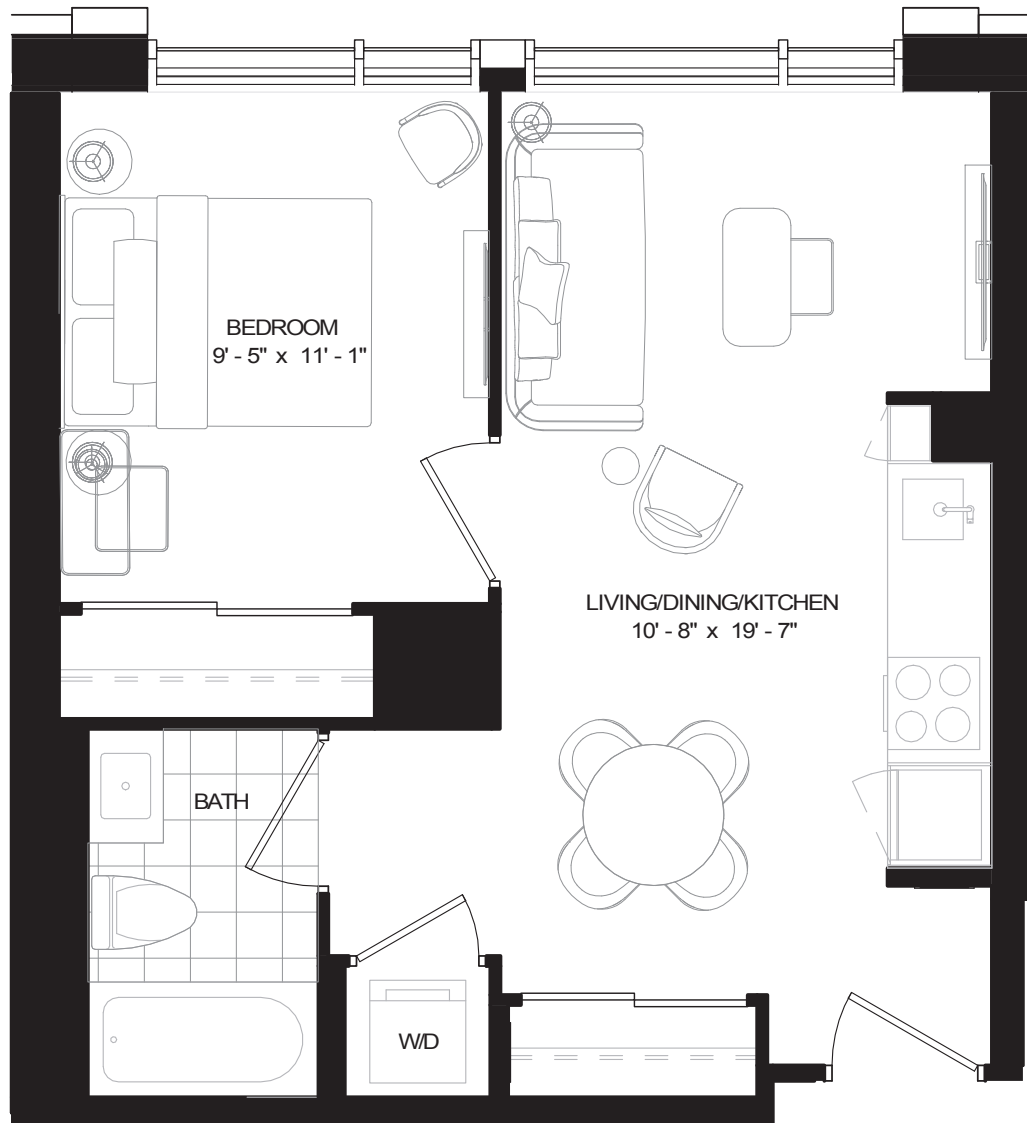 BEDROOM
9' - 5" x 11' - 1"
LIVING/DINING/KITCHEN
10' - 8" x 19' - 7"
BATH
W/D